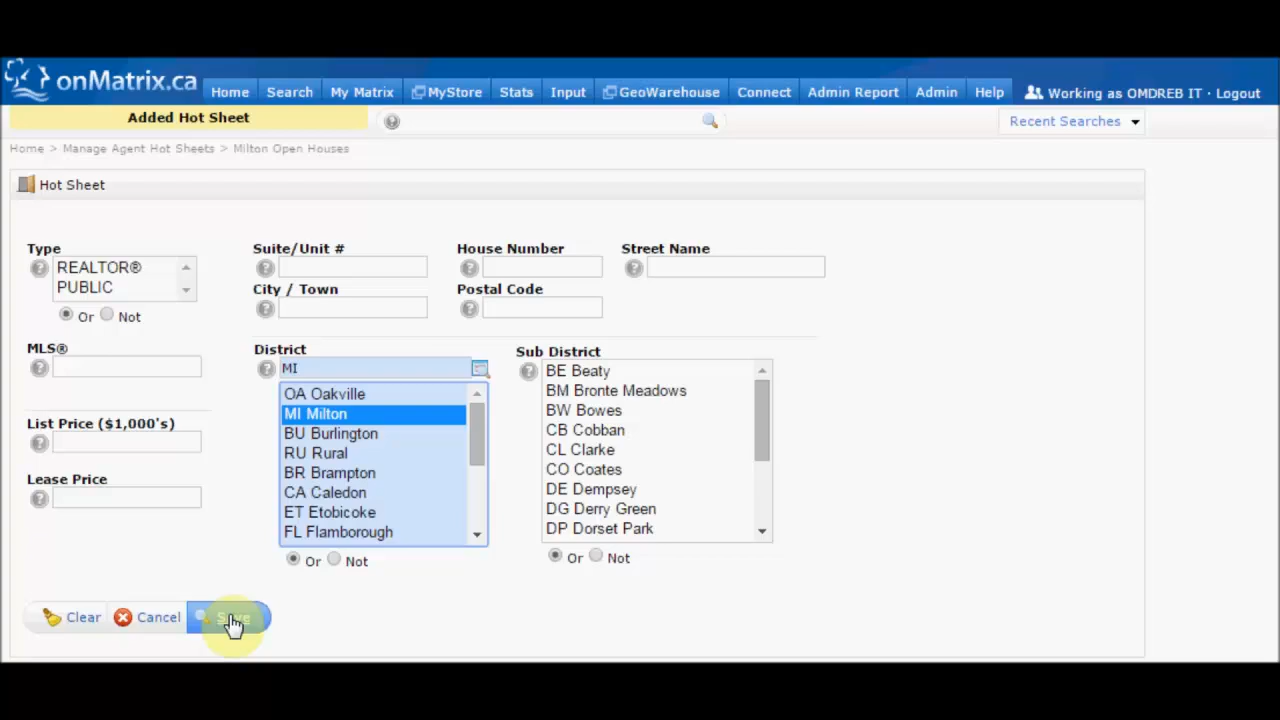 onMatrix.ca
Home Search My Matrix MyStore Stats Input GeoWarehouse Connect Admin Report Admin Help Working as OMDREB IT · Logout
Added Hot Sheet
Recent Searches
Home > Manage Agent Hot Sheets > Milton Open Houses
Hot Sheet
Type
REALTOR®
PUBLIC
Or Not
Suite/Unit #
House Number
Street Name
City / Town
Postal Code
MLS®
List Price ($1,000's)
Lease Price
District
MI
OA Oakville
MI Milton
BU Burlington
RU Rural
BR Brampton
CA Caledon
ET Etobicoke
FL Flamborough
Or Not
Sub District
BE Beaty
BM Bronte Meadows
BW Bowes
CB Cobban
CL Clarke
CO Coates
DE Dempsey
DG Derry Green
DP Dorset Park
Or Not
Clear Cancel Save